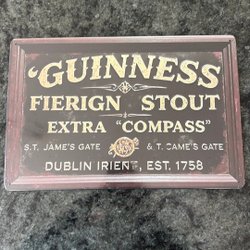 'GUINNESS
FIERIGN STOUT
EXTRA "COMPASS"
S.T. JAME'S GATE & T. CAME'S GATE
DUBLIN IRIENT, EST. 1758